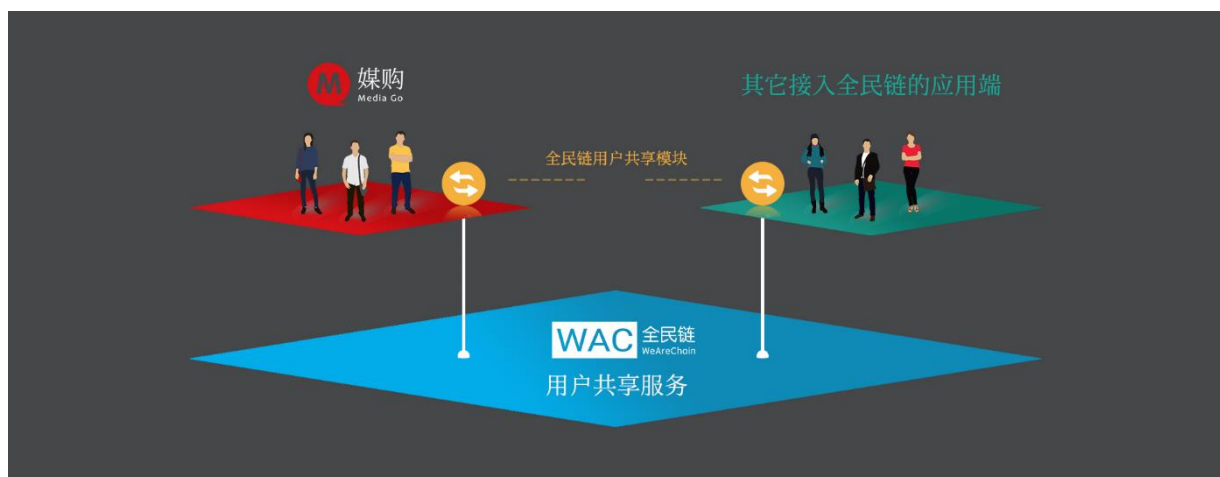 M 媒购
Media Go
其它接入全民链的应用端
全民链用户共享模块
WAC 全民链
WeAreChain
用户共享服务